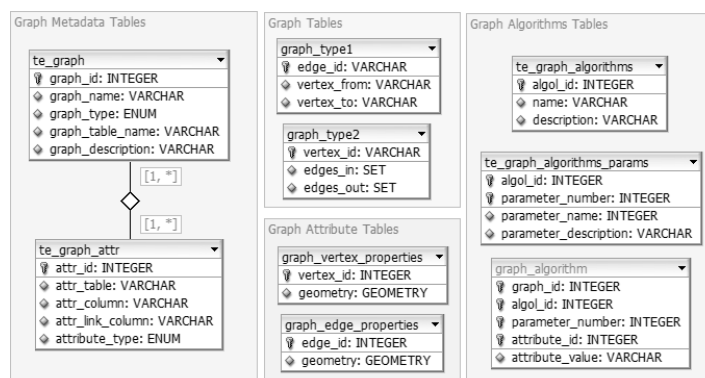 Graph Metadata Tables
te_graph
graph_id: INTEGER
graph_name: VARCHAR
graph_type: ENUM
graph_table_name: VARCHAR
graph_description: VARCHAR
[1, *]
[1, *]
te_graph_attr
attr_id: INTEGER
attr_table: VARCHAR
attr_column: VARCHAR
attr_link_column: VARCHAR
attribute_type: ENUM
Graph Tables
graph_type1
edge_id: VARCHAR
vertex_from: VARCHAR
vertex_to: VARCHAR
graph_type2
vertex_id: VARCHAR
edges_in: SET
edges_out: SET
Graph Attribute Tables
graph_vertex_properties
vertex_id: INTEGER
geometry: GEOMETRY
graph_edge_properties
edge_id: INTEGER
geometry: GEOMETRY
Graph Algorithms Tables
te_graph_algorithms
algol_id: INTEGER
name: VARCHAR
description: VARCHAR
te_graph_algorithms_params
algol_id: INTEGER
parameter_number: INTEGER
parameter_name: INTEGER
parameter_description: VARCHAR
graph_algorithm
graph_id: INTEGER
algol_id: INTEGER
parameter_number: INTEGER
attribute_id: INTEGER
attribute_value: VARCHAR